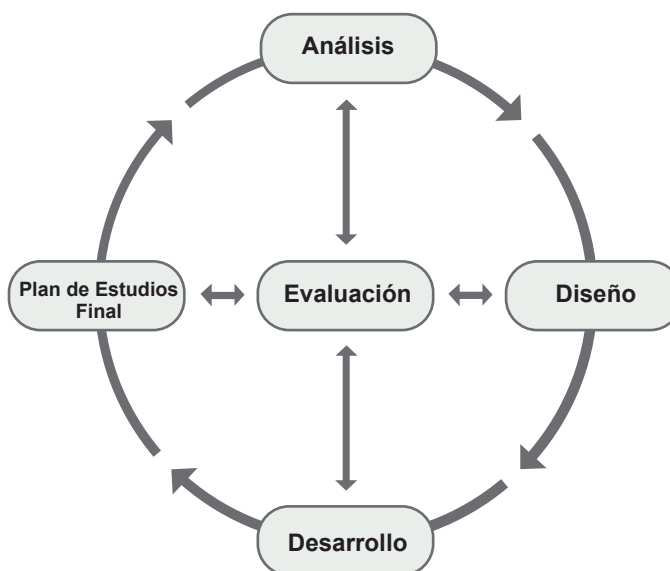 Análisis
Plan de Estudios
Final
Evaluación
Diseño
Desarrollo